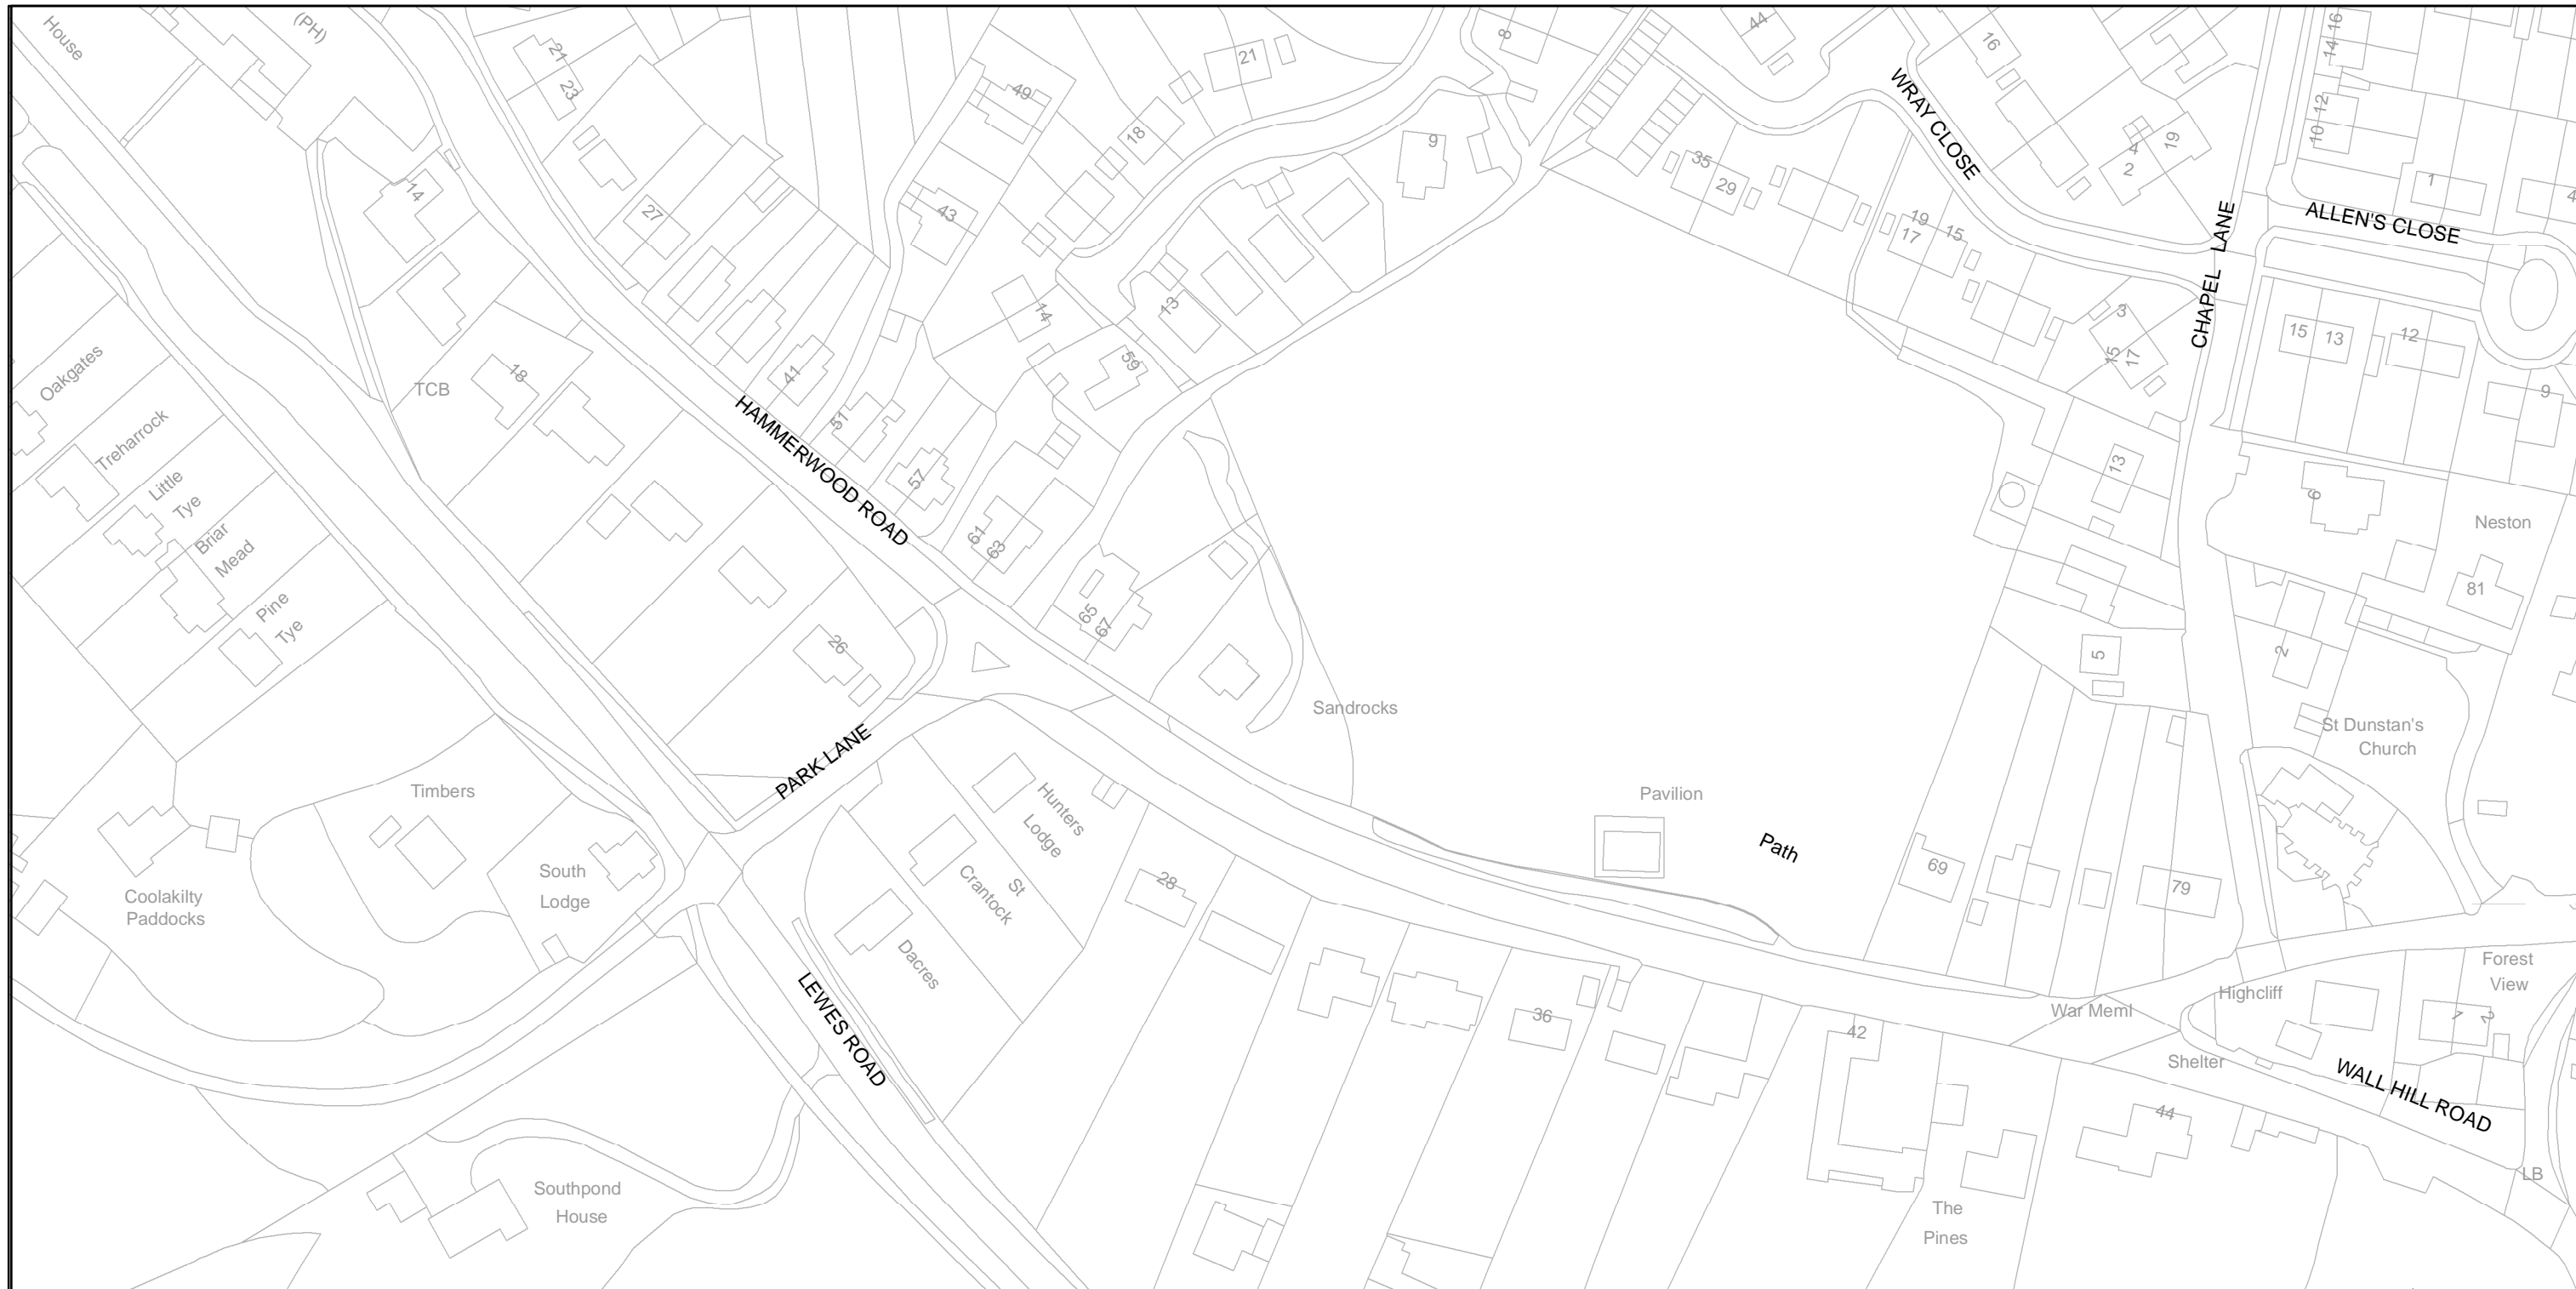 House
(PH)
21
23
49
21
18
8
44
16
16
14
12
10
WRAY CLOSE
4
2
19
14
27
43
9
35
29
19
17
15
1
4
CHAPEL LANE
ALLEN'S CLOSE
14
13
3
15
17
15
13
12
9
Oakgates
Treharrock
TCB
18
41
51
59
HAMMERWOOD ROAD
57
61
63
13
6
Neston
81
Little
Tye
Briar
Mead
Pine
Tye
26
65
67
5
2
Sandrocks
St Dunstan's
Church
PARK LANE
Timbers
Hunters
Lodge
Pavilion
Path
South
Lodge
St
Crantock
28
69
79
Coolakilty
Paddocks
Dacres
LEWES ROAD
36
42
War Meml
Highcliff
Forest
View
1
2
Shelter
WALL HILL ROAD
44
LB
Southpond
House
The
Pines